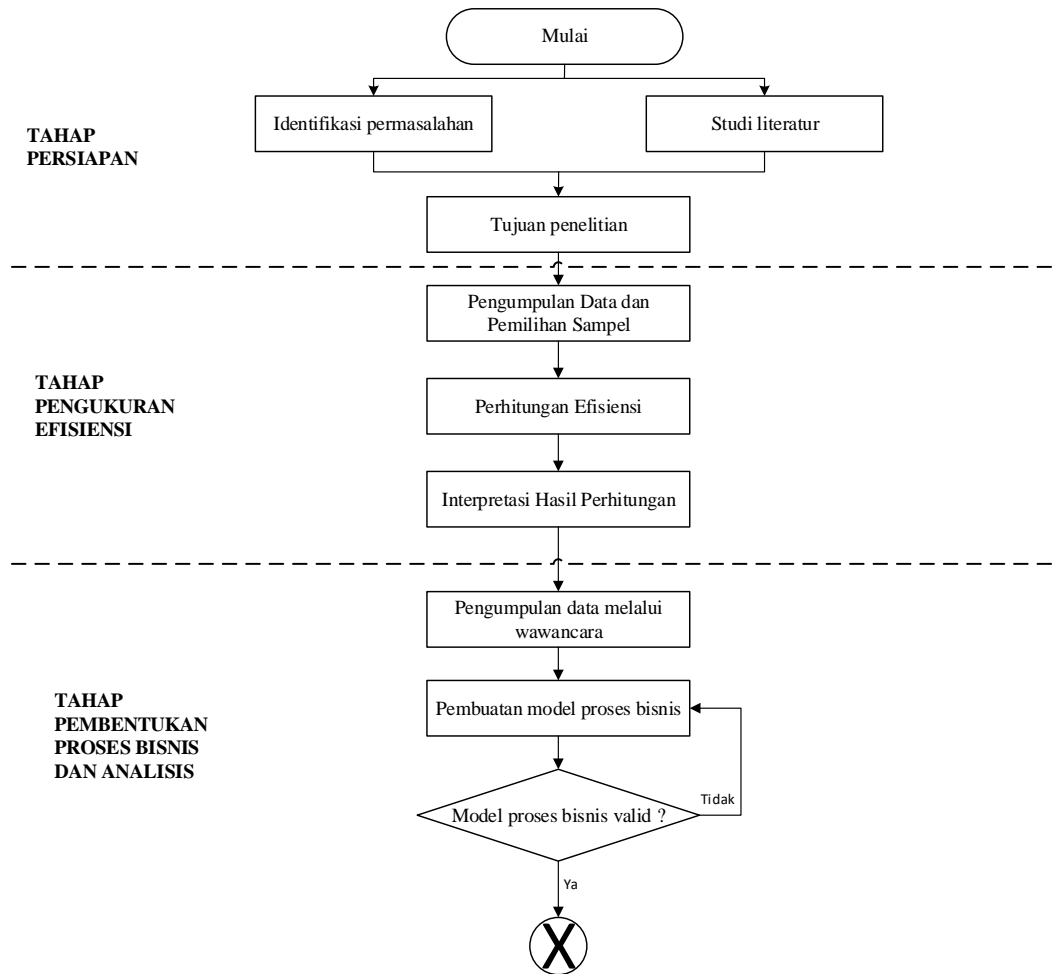 Mulai
Identifikasi permasalahan
Studi literatur
TAHAP
PERSIAPAN
Tujuan penelitian
Pengumpulan Data dan
Pemilihan Sampel
TAHAP
PENGUKURAN
EFISIENSI
Perhitungan Efisiensi
Interpretasi Hasil Perhitungan
Pengumpulan data melalui
wawancara
TAHAP
PEMBENTUKAN
PROSES BISNIS
DAN ANALISIS
Pembuatan model proses bisnis
Model proses bisnis valid ?
Tidak
Ya
X